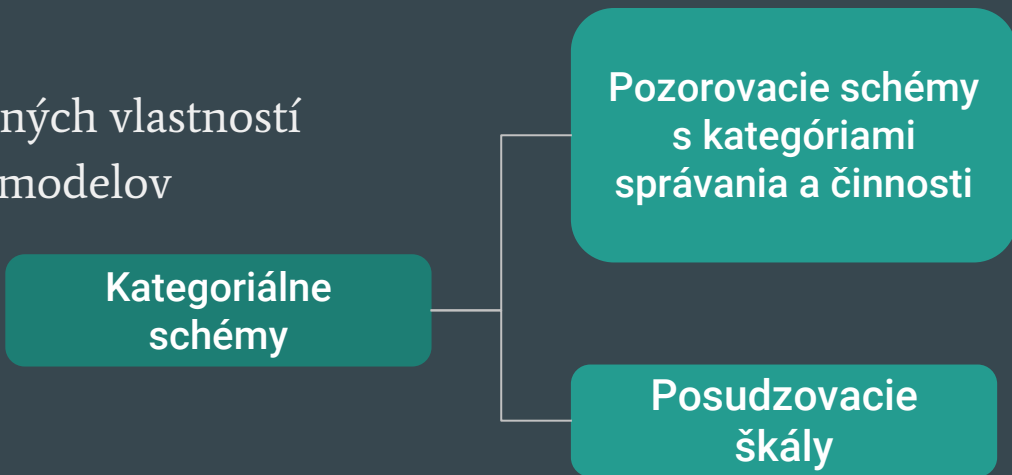 ných vlastností
modelov
Kategoriálne
schémy
Pozorovacie schémy
s kategóriami
správania a činnosti
Posudzovacie
škály